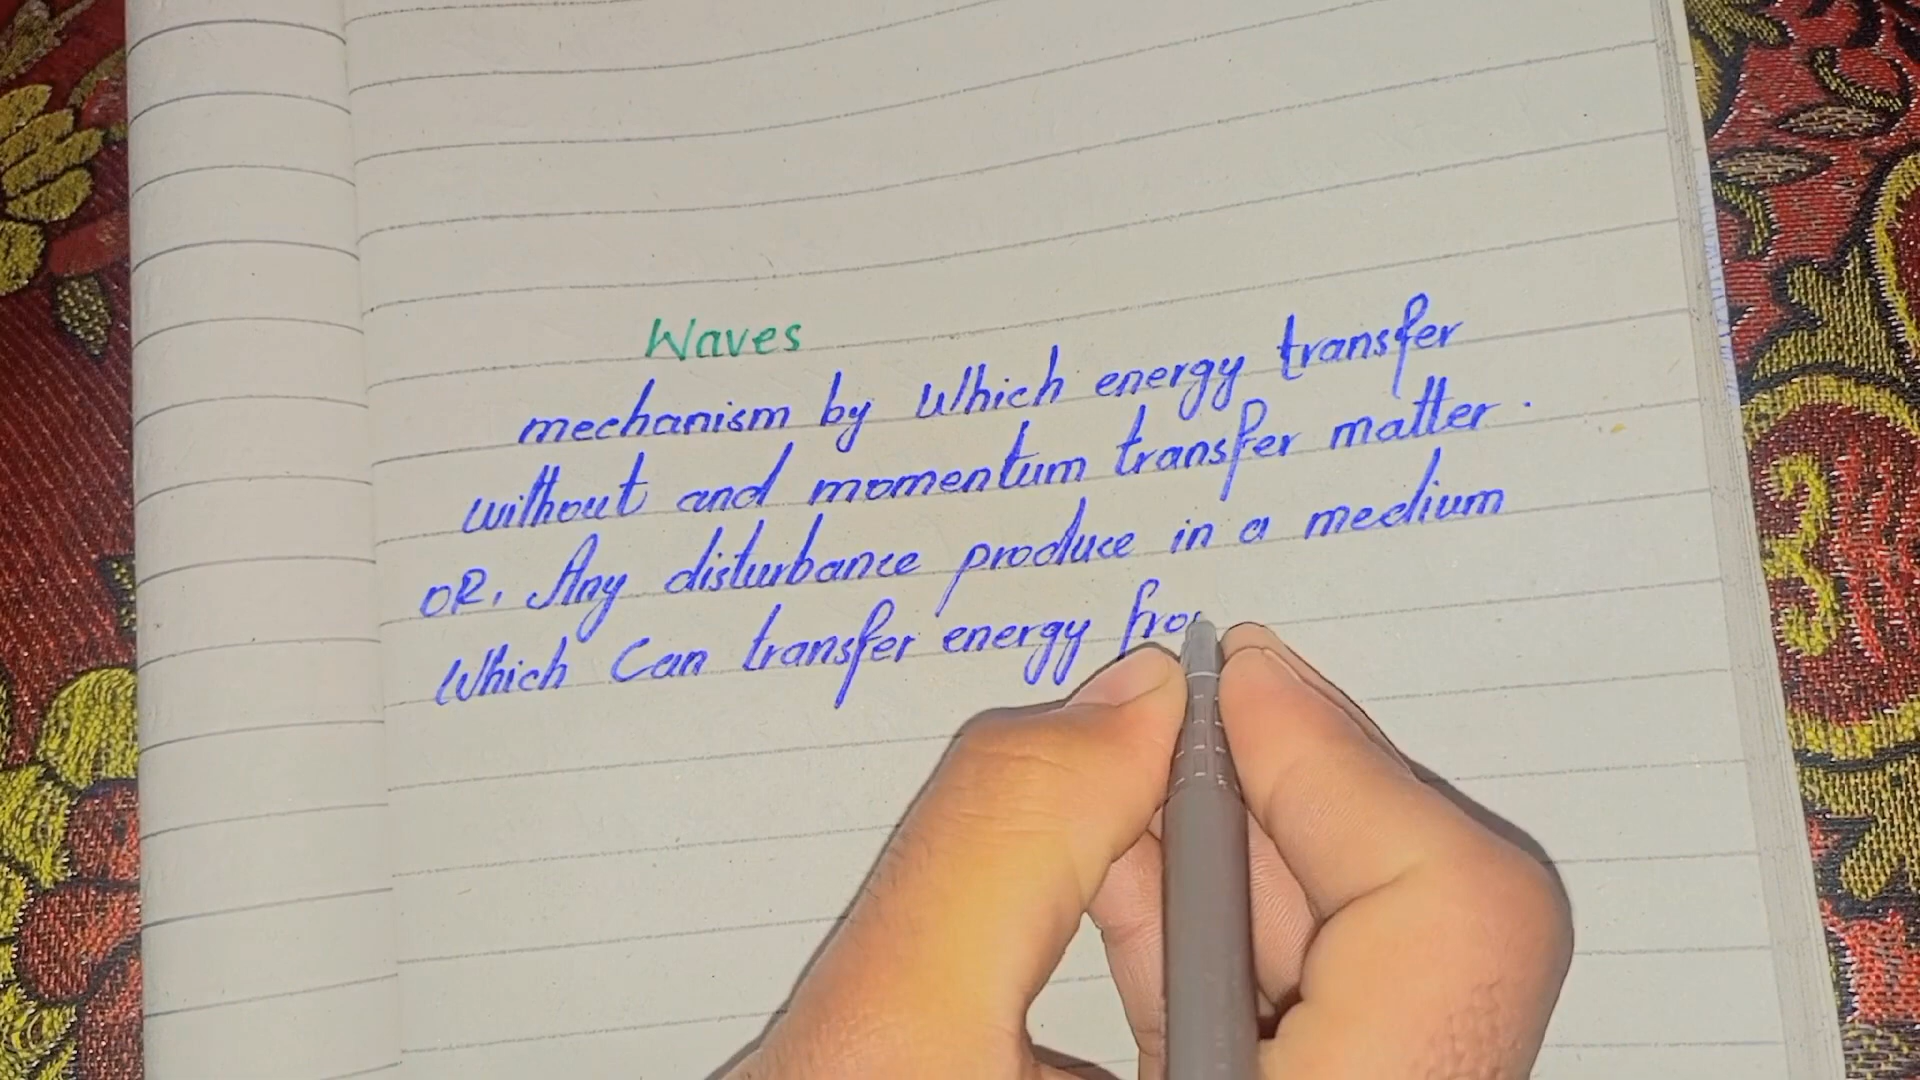 Waves
mechanism by which energy transfer
without and momentum transfer matter.
OR, Any disturbance produce in a medium
Which Can transfer energy fro